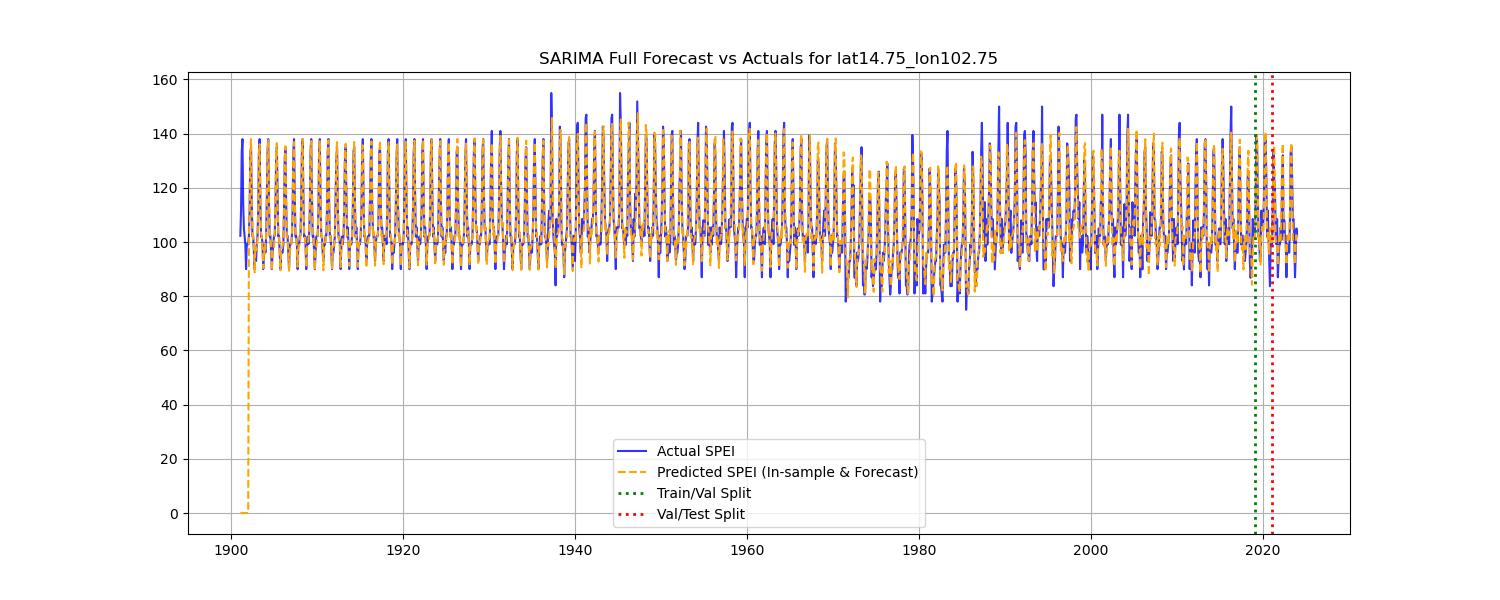 SARIMA Full Forecast vs Actuals for lat14.75_lon102.75
160
140
120
100
80
60
40
20
0
Actual SPEI
Predicted SPEI (In-sample & Forecast)
Train/Val Split
Val/Test Split
1900 1920 1940 1960 1980 2000 2020